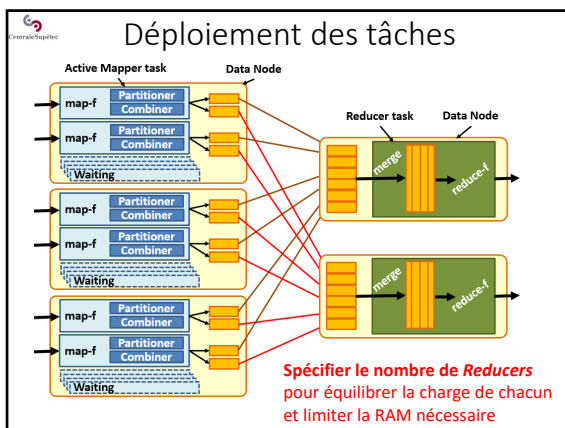 CentraleSupélec
Déploiement des tâches
Active Mapper task
Data Node
map-f
Partitioner
Combiner
map-f
Partitioner
Combiner
Waiting
map-f
Partitioner
Combiner
map-f
Partitioner
Combiner
Waiting
map-f
Partitioner
Combiner
map-f
Partitioner
Combiner
Waiting
Reducer task
Data Node
merge
reduce-f
merge
reduce-f
Spécifier le nombre de Reducers
pour équilibrer la charge de chacun
et limiter la RAM nécessaire